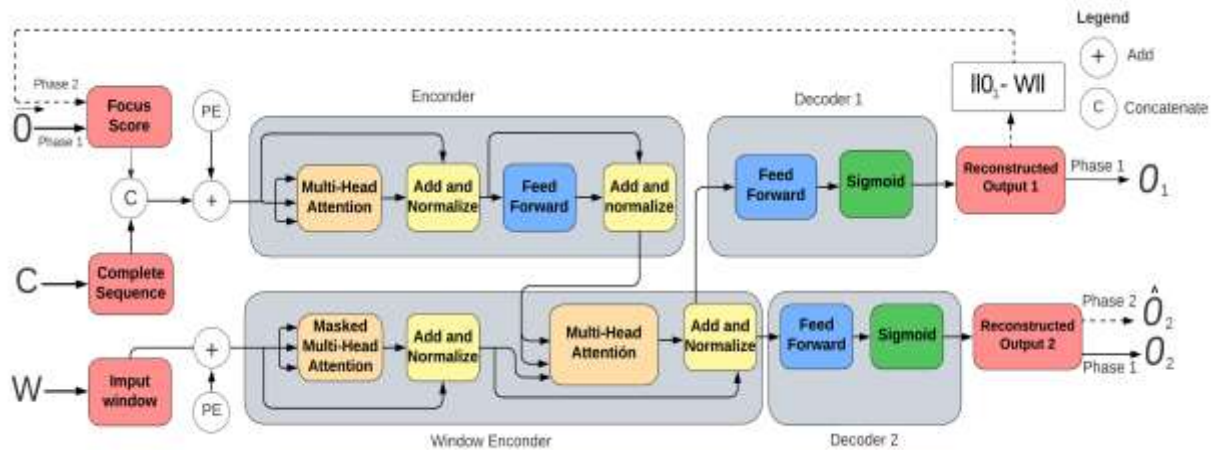 Legend
+ Add
C Concatenate
Phase 2
0
Phase 1
Focus
Score
PE
Enconder
Multi-Head
Attention
Add and
Normalize
Feed
Forward
Add and
normalize
Decoder 1
Feed
Forward
Sigmoid
||0₁- W||
Reconstructed
Output 1
Phase 1
0₁
C
+
C
Complete
Sequence
W
Imput
window
+
PE
Masked
Multi-Head
Attention
Add and
Normalize
Multi-Head
Attentión
Add and
Normalize
Window Enconder
Feed
Forward
Sigmoid
Decoder 2
Reconstructed
Output 2
Phase 2
Ô₂
Phase 1
0₂